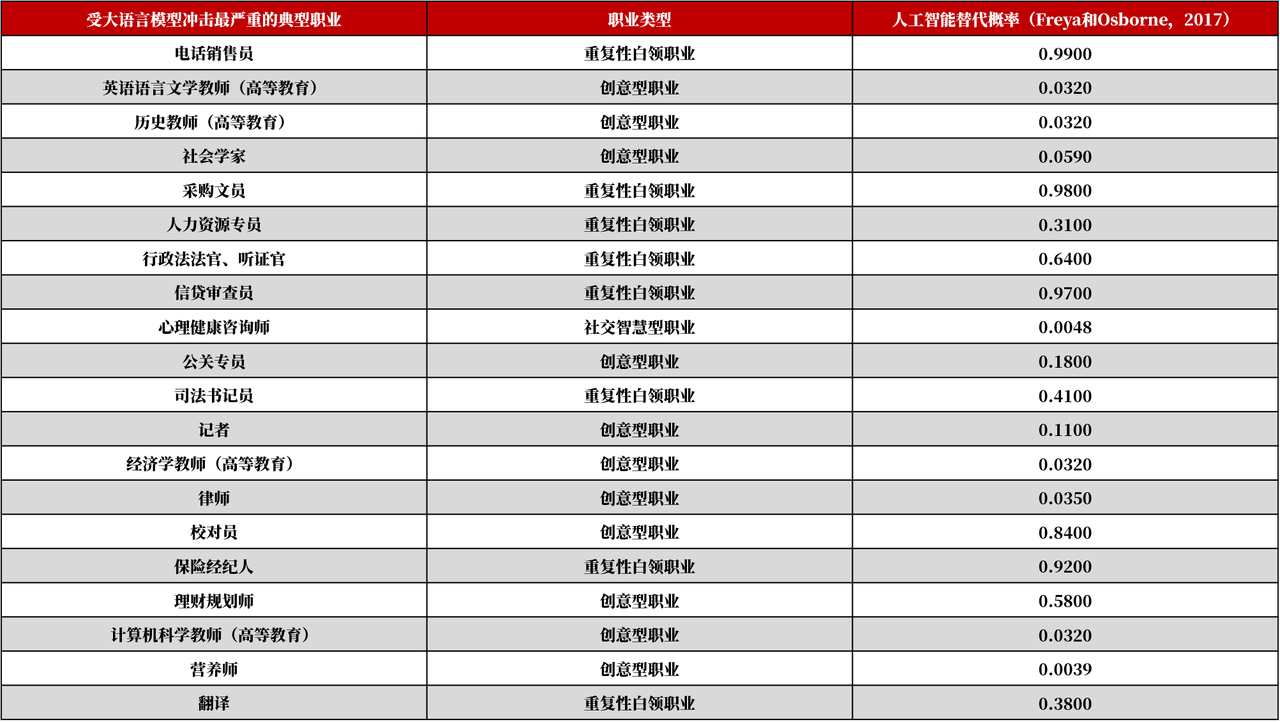 受大语言模型冲击最严重的典型职业 职业类型 人工智能替代概率（Freya和Osborne，2017）
电话销售员 重复性白领职业 0.9900
英语语言文学教师（高等教育） 创意型职业 0.0320
历史教师（高等教育） 创意型职业 0.0320
社会学家 创意型职业 0.0590
采购文员 重复性白领职业 0.9800
人力资源专员 重复性白领职业 0.3100
行政法法官、听证官 重复性白领职业 0.6400
信贷审查员 重复性白领职业 0.9700
心理健康咨询师 社交智慧型职业 0.0048
公关专员 创意型职业 0.1800
司法书记员 重复性白领职业 0.4100
记者 创意型职业 0.1100
经济学教师（高等教育） 创意型职业 0.0320
律师 创意型职业 0.0350
校对员 创意型职业 0.8400
保险经纪人 重复性白领职业 0.9200
理财规划师 创意型职业 0.5800
计算机科学教师（高等教育） 创意型职业 0.0320
营养师 创意型职业 0.0039
翻译 重复性白领职业 0.3800